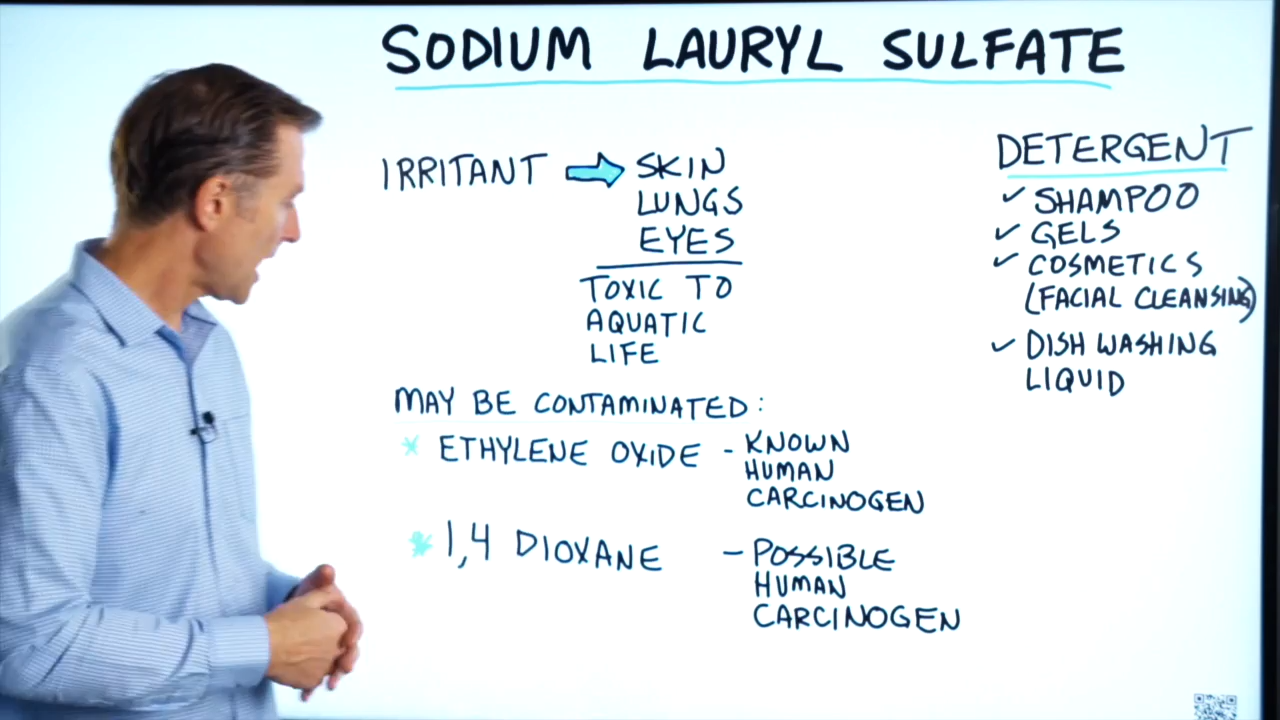 SODIUM LAURYL SULFATE
IRRITANT SKIN
LUNGS
EYES
TOXIC TO
AQUATIC
LIFE
DETERGENT
SHAMPOO
GELS
COSMETICS
(FACIAL CLEANSING)
DISH WASHING
LIQUID
MAY BE CONTAMINATED:
* ETHYLENE OXIDE - KNOWN
HUMAN
CARCINOGEN
* 1,4 DIOXANE - POSSIBLE
HUMAN
CARCINOGEN